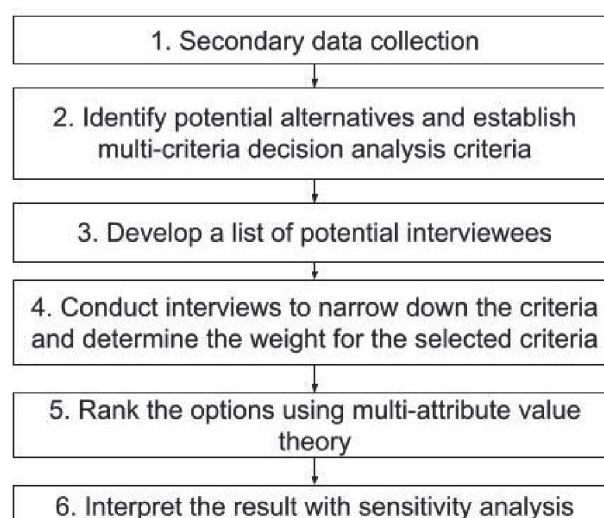 1. Secondary data collection
2. Identify potential alternatives and establish
multi-criteria decision analysis criteria
3. Develop a list of potential interviewees
4. Conduct interviews to narrow down the criteria
and determine the weight for the selected criteria
5. Rank the options using multi-attribute value
theory
6. Interpret the result with sensitivity analysis